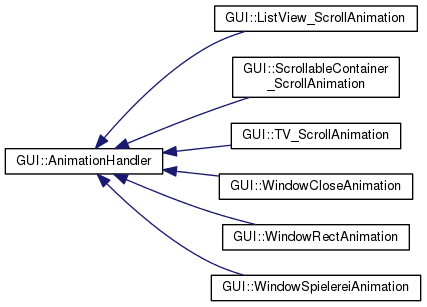 GUI::ListView_ScrollAnimation
GUI::ScrollableContainer
_ScrollAnimation
GUI::TV_ScrollAnimation
GUI::AnimationHandler
GUI::WindowCloseAnimation
GUI::WindowRectAnimation
GUI::WindowSpielereiAnimation